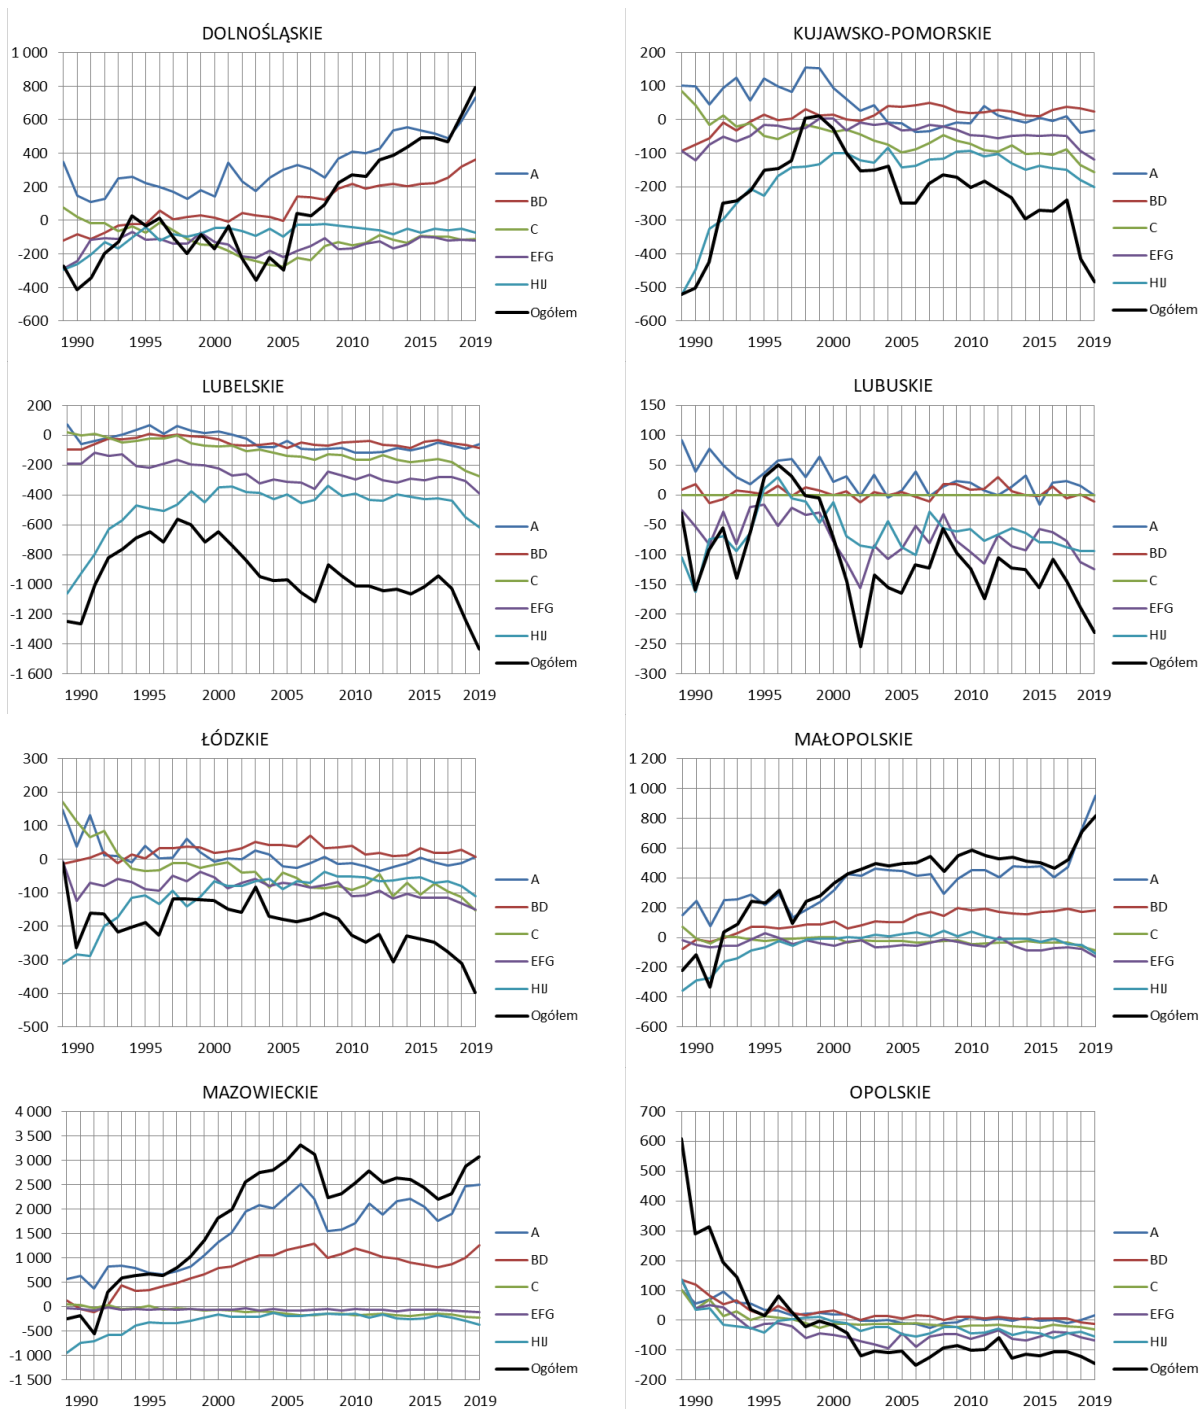 DOLNOŚLĄSKIE
1 000
800
600
400
200
0
-200
-400
-600
1990 1995 2000 2005 2010 2015 2019
A
BD
C
EFG
HIJ
Ogółem
KUJAWSKO-POMORSKIE
200
100
0
-100
-200
-300
-400
-500
-600
1990 1995 2000 2005 2010 2015 2019
A
BD
C
EFG
HIJ
Ogółem
LUBELSKIE
200
0
-200
-400
-600
-800
-1 000
-1 200
-1 400
-1 600
1990 1995 2000 2005 2010 2015 2019
A
BD
C
EFG
HIJ
Ogółem
LUBUSKIE
150
100
50
0
-50
-100
-150
-200
-250
-300
1990 1995 2000 2005 2010 2015 2019
A
BD
C
EFG
HIJ
Ogółem
ŁÓDZKIE
300
200
100
0
-100
-200
-300
-400
-500
1990 1995 2000 2005 2010 2015 2019
A
BD
C
EFG
HIJ
Ogółem
MAŁOPOLSKIE
1 200
1 000
800
600
400
200
0
-200
-400
-600
1990 1995 2000 2005 2010 2015 2019
A
BD
C
EFG
HIJ
Ogółem
MAZOWIECKIE
4 000
3 500
3 000
2 500
2 000
1 500
1 000
500
0
-500
-1 000
-1 500
1990 1995 2000 2005 2010 2015 2019
A
BD
C
EFG
HIJ
Ogółem
OPOLSKIE
700
600
500
400
300
200
100
0
-100
-200
1990 1995 2000 2005 2010 2015 2019
A
BD
C
EFG
HIJ
Ogółem